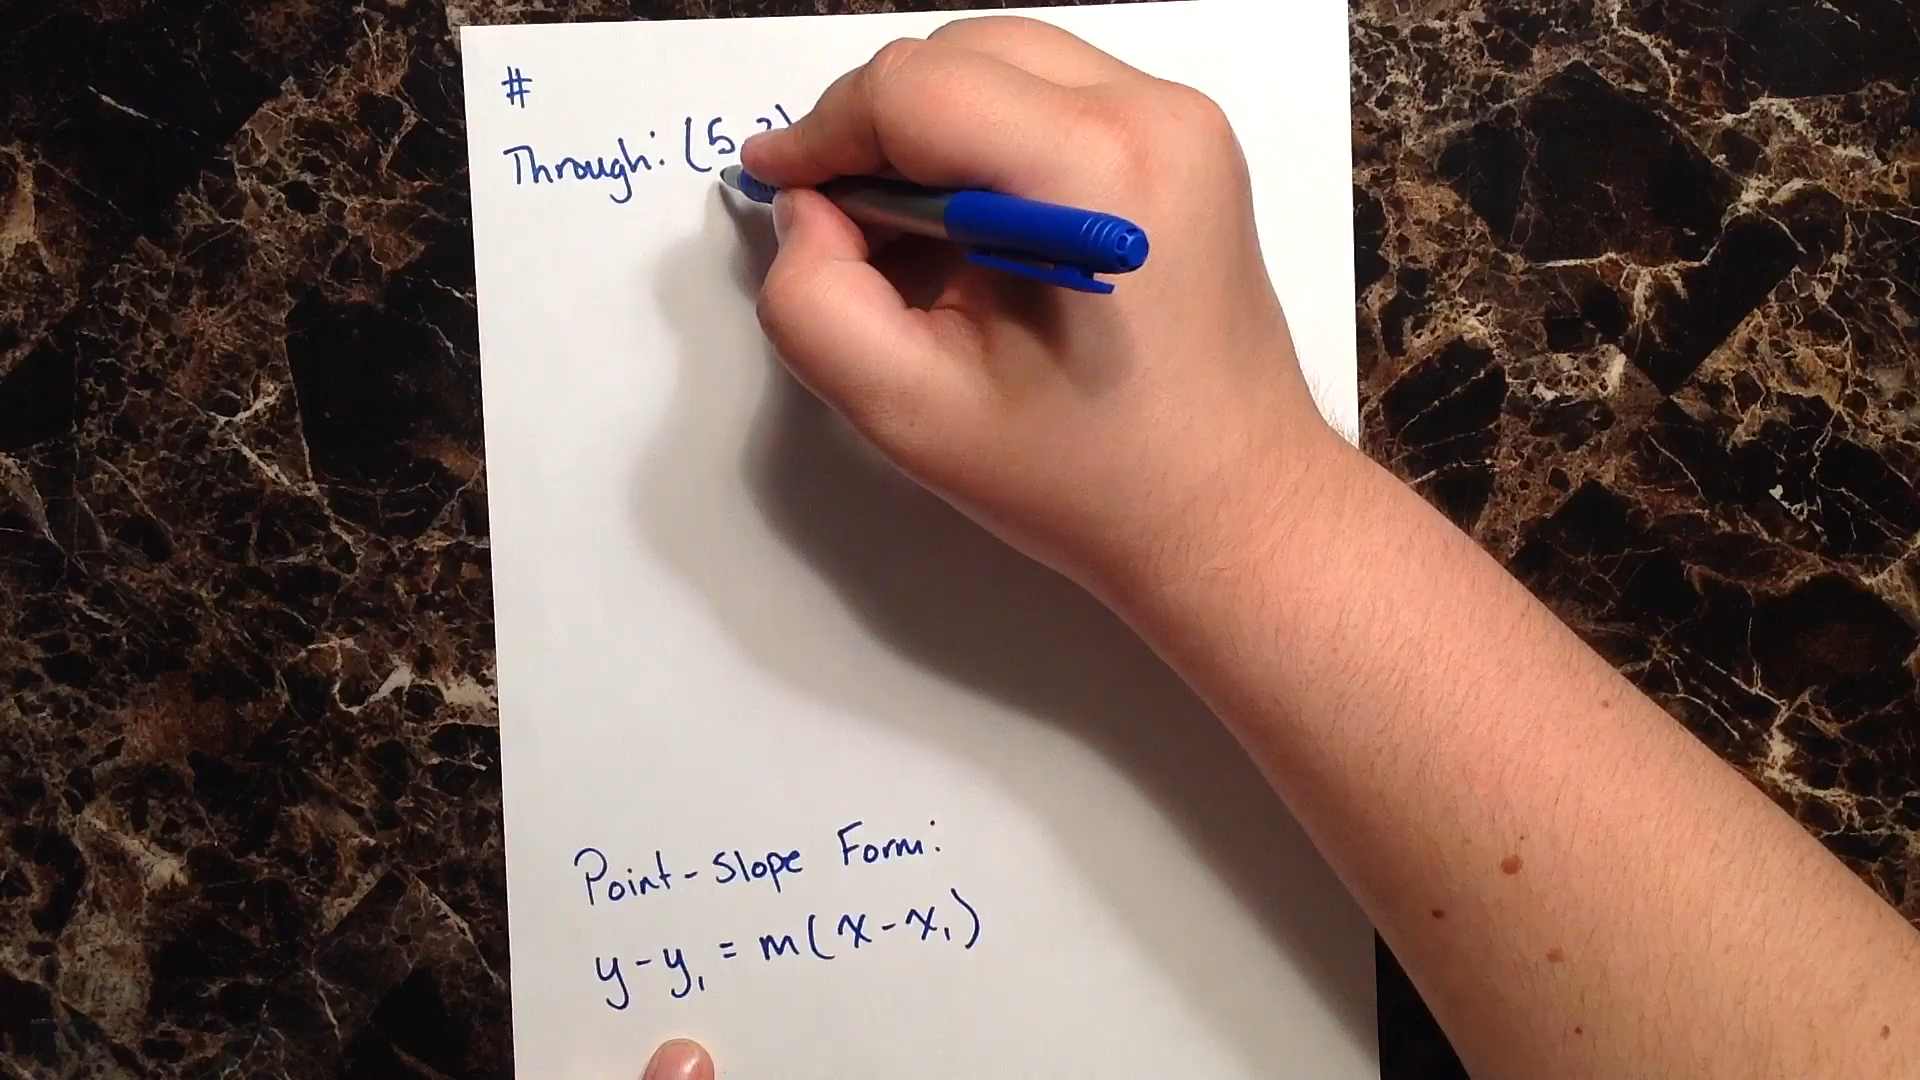 #
Through: (5
Point-Slope Form:
y-y₁ = m(x-x₁)